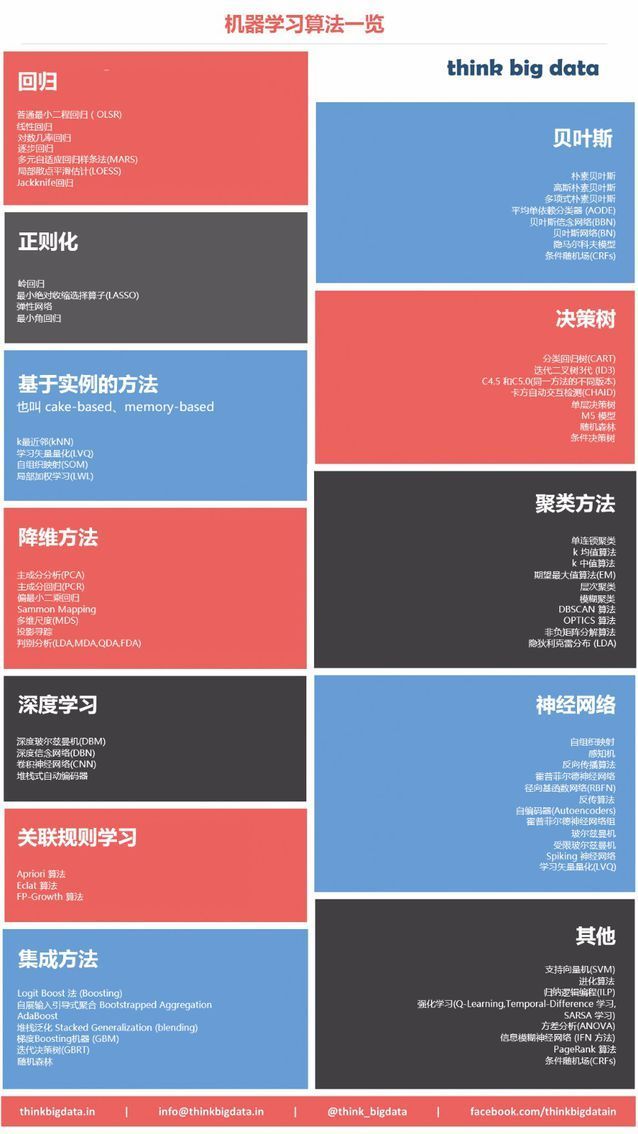 机器学习算法一览
think big data
回归
普通最小二程回归 ( OLSR)
线性回归
对数几率回归
逐步回归
多元自适应回归样条法(MARS)
局部散点平滑估计(LOESS)
Jackknife回归
正则化
岭回归
最小绝对收缩选择算子(LASSO)
弹性网络
最小角回归
基于实例的方法
也叫 cake-based、memory-based
k最近邻(kNN)
学习矢量量化(LVQ)
自组织映射(SOM)
局部加权学习(LWL)
降维方法
主成分分析(PCA)
主成分回归(PCR)
偏最小二乘回归
Sammon Mapping
多维尺度(MDS)
投影寻踪
判别分析(LDA,MDA,QDA,FDA)
深度学习
深度玻尔兹曼机(DBM)
深度信念网络(DBN)
卷积神经网络(CNN)
堆栈式自动编码器
关联规则学习
Apriori 算法
Eclat 算法
FP-Growth 算法
集成方法
Logit Boost 法 (Boosting)
自展输入引导式聚合 Bootstrapped Aggregation
AdaBoost
堆栈泛化 Stacked Generalization (blending)
梯度Boosting机器 (GBM)
迭代决策树(GBRT)
随机森林
贝叶斯
朴素贝叶斯
高斯朴素贝叶斯
多项式朴素贝叶斯
平均单依赖分类器 (AODE)
贝叶斯信念网络(BBN)
贝叶斯网络(BN)
隐马尔科夫模型
条件随机场(CRFs)
决策树
分类回归树(CART)
迭代二叉树3代 (ID3)
C4.5 和C5.0(同一方法的不同版本)
卡方自动交互检测(CHAID)
单层决策树
M5 模型
随机森林
条件决策树
聚类方法
单连锁聚类
k 均值算法
k 中值算法
期望最大值算法(EM)
层次聚类
模糊聚类
DBSCAN 算法
OPTICS 算法
非负矩阵分解算法
隐狄利克雷分布 (LDA)
神经网络
自组织映射
感知机
反向传播算法
霍普菲尔德神经网络
径向基函数网络(RBFN)
反传算法
自编码器(Autoencoders)
霍普菲尔德神经网络组
玻尔兹曼机
受限玻尔兹曼机
Spiking 神经网络
学习矢量量化(LVQ)
其他
支持向量机(SVM)
进化算法
归纳逻辑编程(ILP)
强化学习(Q-Learning,Temporal-Difference 学习,
SARSA 学习)
方差分析(ANOVA)
信息模糊神经网络 (IFN 方法)
PageRank 算法
条件随机场(CRFs)
thinkbigdata.in | info@thinkbigdata.in | @think_bigdata | facebook.com/thinkbigdatain